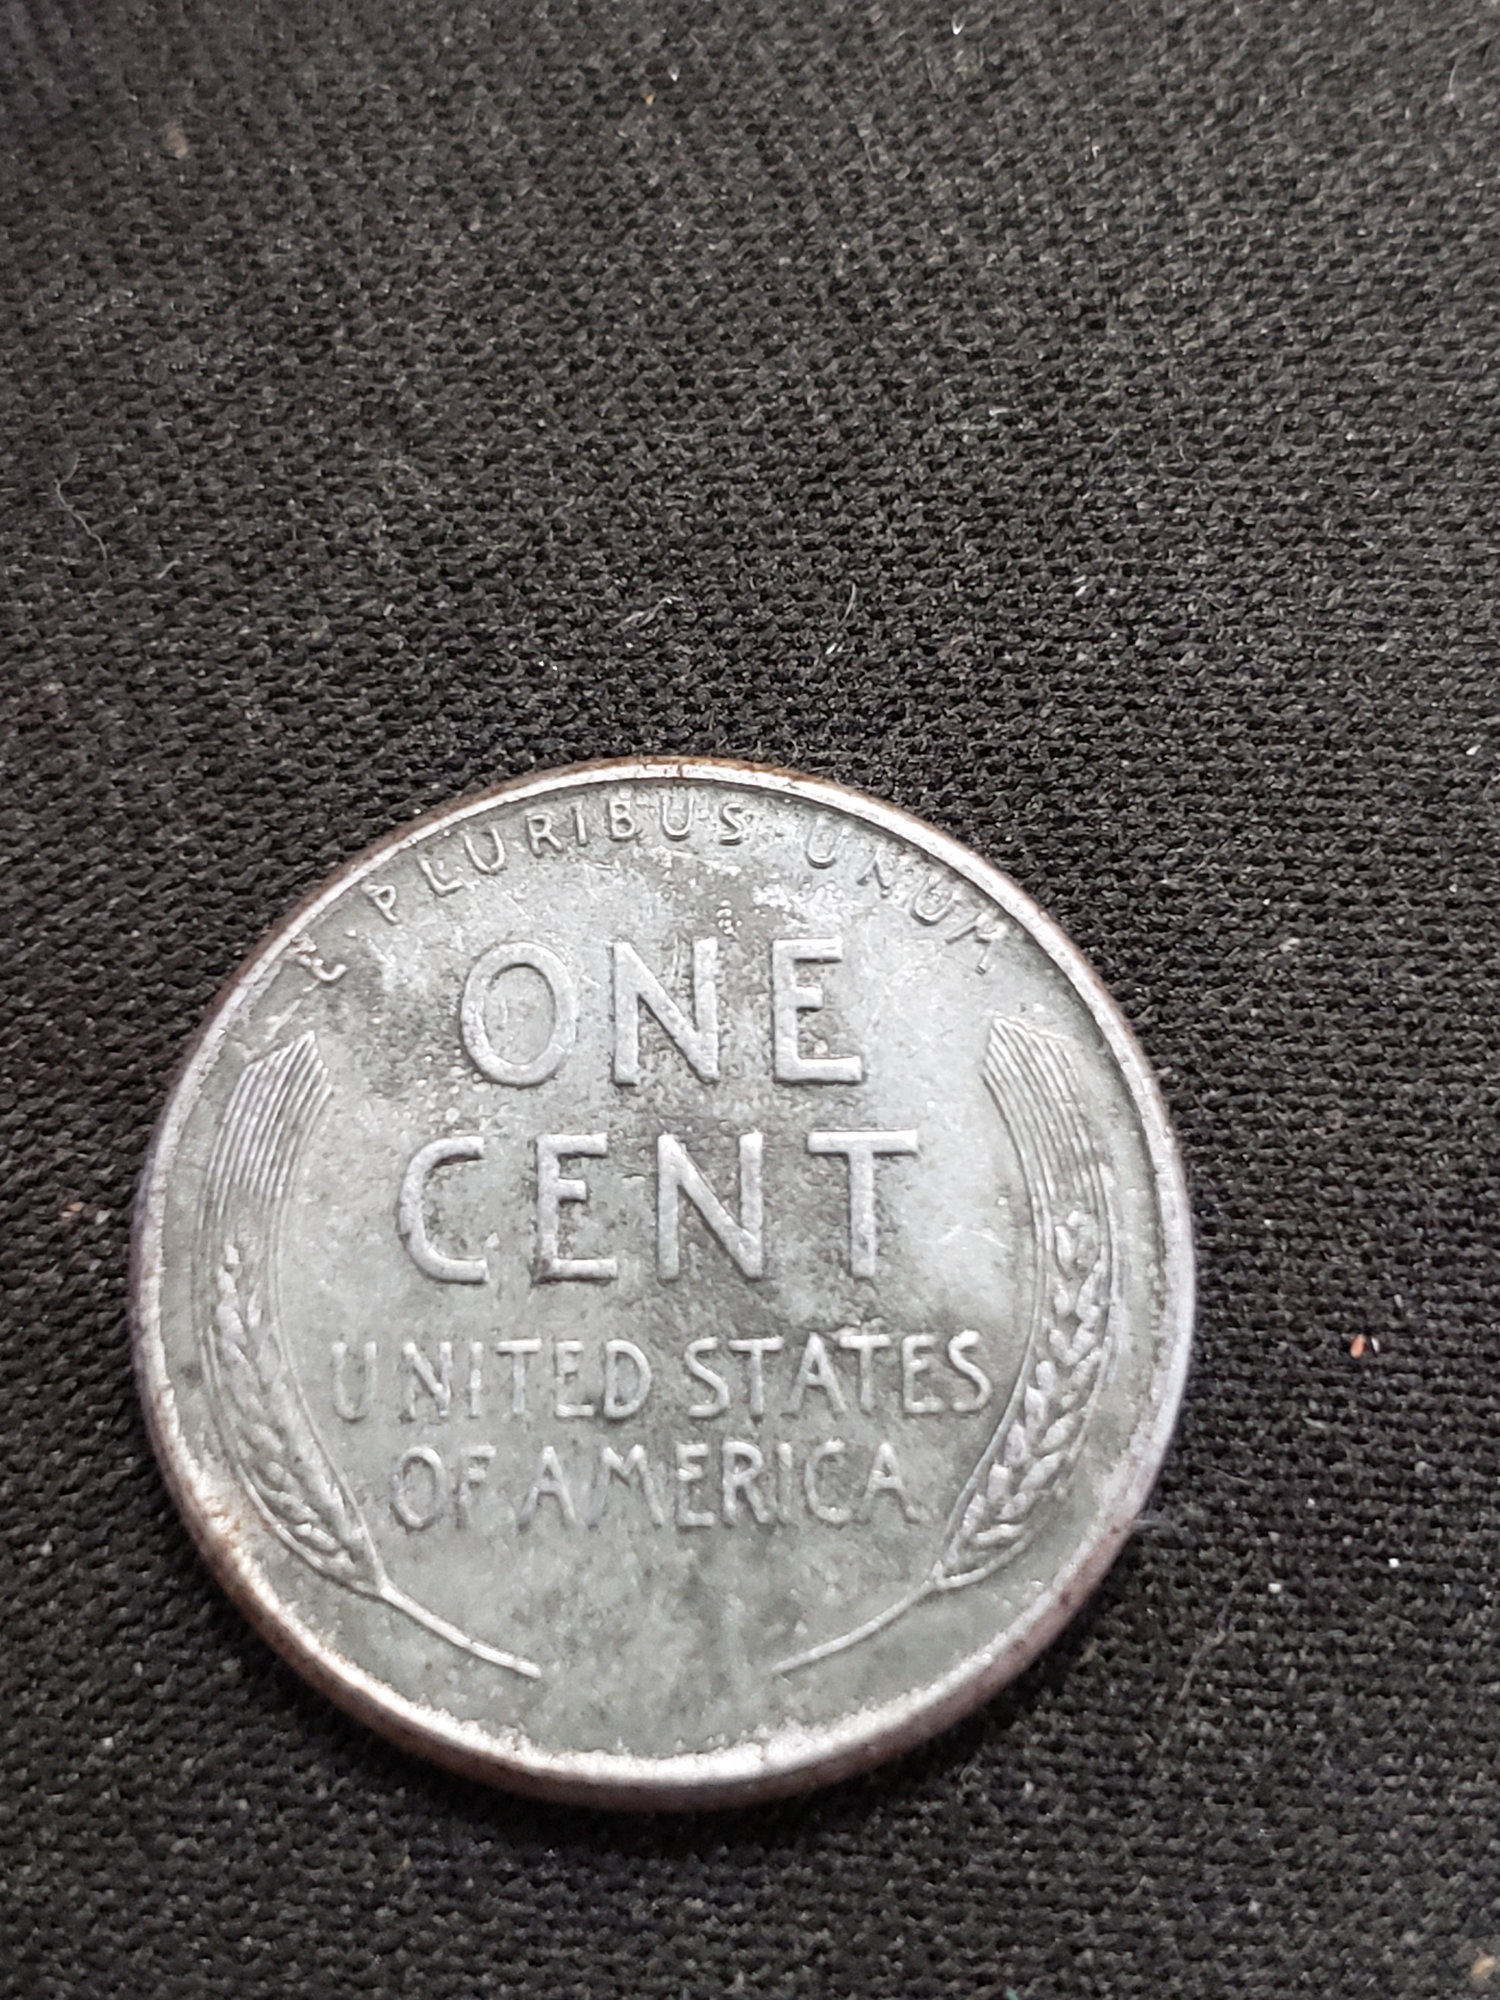 E · PLURIBUS · UNUM
ONE
CENT
UNITED STATES
OF AMERICA